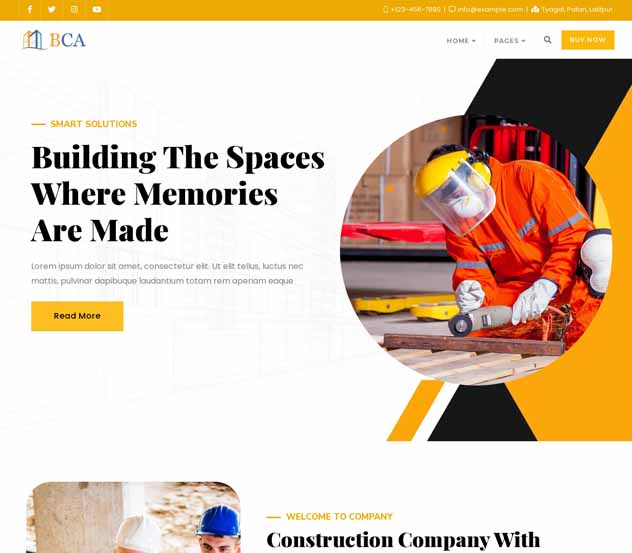 +123-456-7890 | info@example.com | Tyagal, Patan, Lalitpur
BCA
HOME PAGES BUY NOW
SMART SOLUTIONS
Building The Spaces
Where Memories
Are Made
Lorem ipsum dolor sit amet, consectetur elit. Ut elit tellus, luctus nec
mattis, pulvinar dapibuque laudantium totam rem aperiam eaque
Read More
WELCOME TO COMPANY
Construction Company With